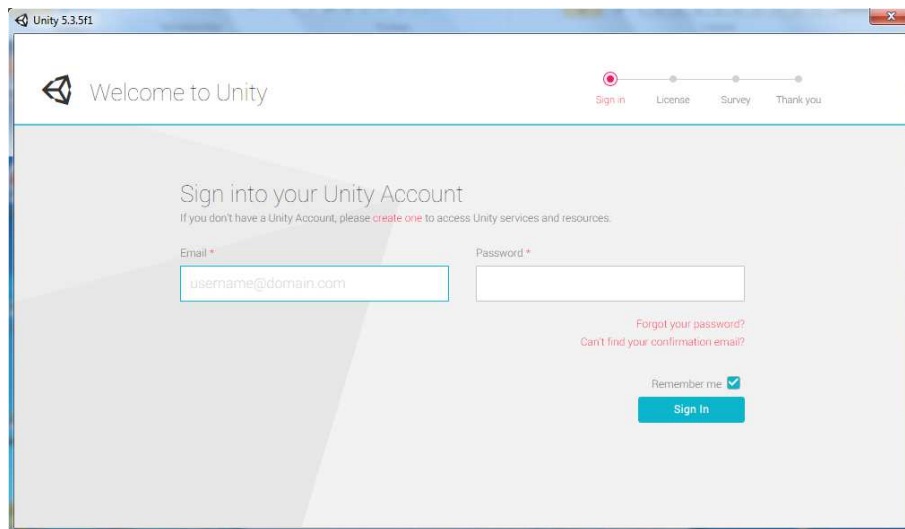 Unity 5.3.5f1
Welcome to Unity
Sign in License Survey Thank you
Sign into your Unity Account
If you don't have a Unity Account, please create one to access Unity services and resources.
Email * Password *
username@domain.com
Forgot your password?
Can't find your confirmation email?
Remember me
Sign In